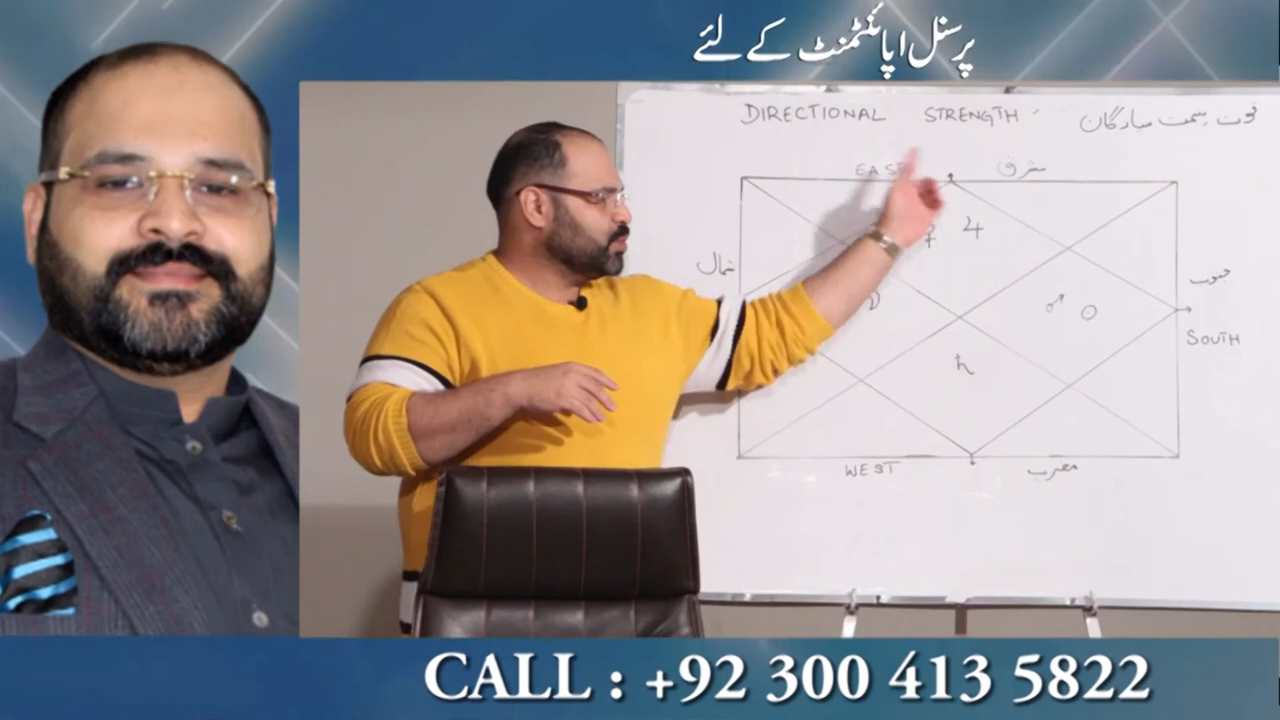 پرسنل اپائنٹمنٹ کے لئے
DIRECTIONAL STRENGTH
قوت سمت سیارگان
EAST
مشرق
♀ ♃
شمال
جنوب
☽
♂ ☉
SOUTH
♄
WEST
مغرب
CALL : +92 300 413 5822